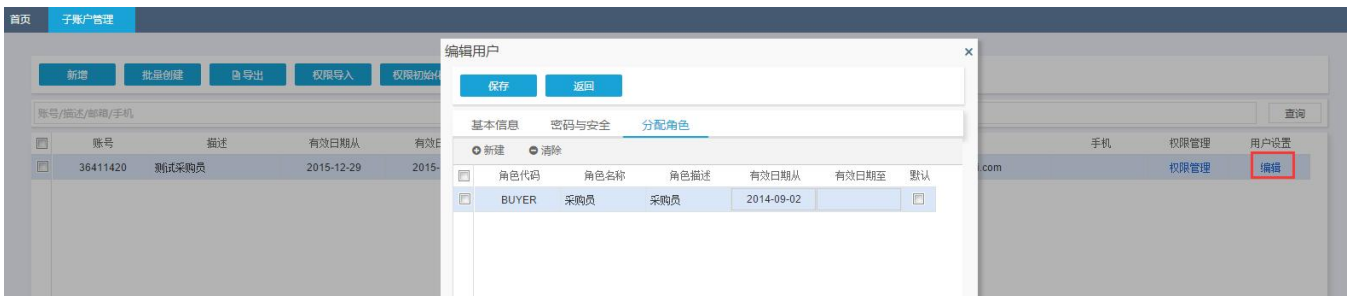 首页 子账户管理
编辑用户 ×
新增 批量创建 导出 权限导入 权限初始化
保存 返回
账号/描述/邮箱/手机 查询
基本信息 密码与安全 分配角色
账号 描述 有效日期从 有效日 手机 权限管理 用户设置
新建 清除
36411420 测试采购员 2015-12-29 2015- .com 权限管理 编辑
角色代码 角色名称 角色描述 有效日期从 有效日期至 默认
BUYER 采购员 采购员 2014-09-02